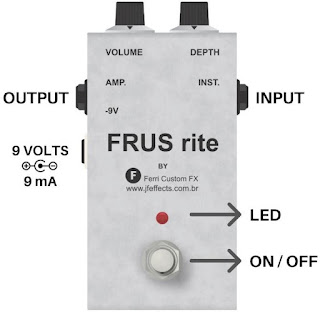 VOLUME
DEPTH
AMP.
INST.
OUTPUT
INPUT
-9V
FRUS rite
9 VOLTS
9 mA
BY
F Ferri Custom FX
www.jfeffects.com.br
LED
ON / OFF